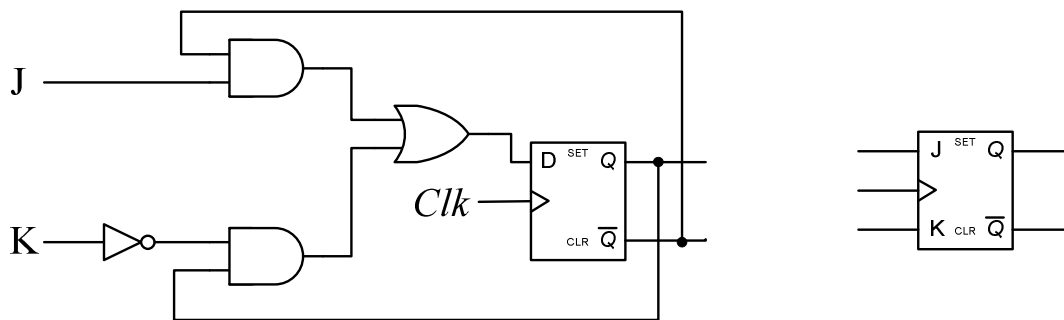 J
K
Clk
D SET Q
CLR Q̅
J SET Q
K CLR Q̅